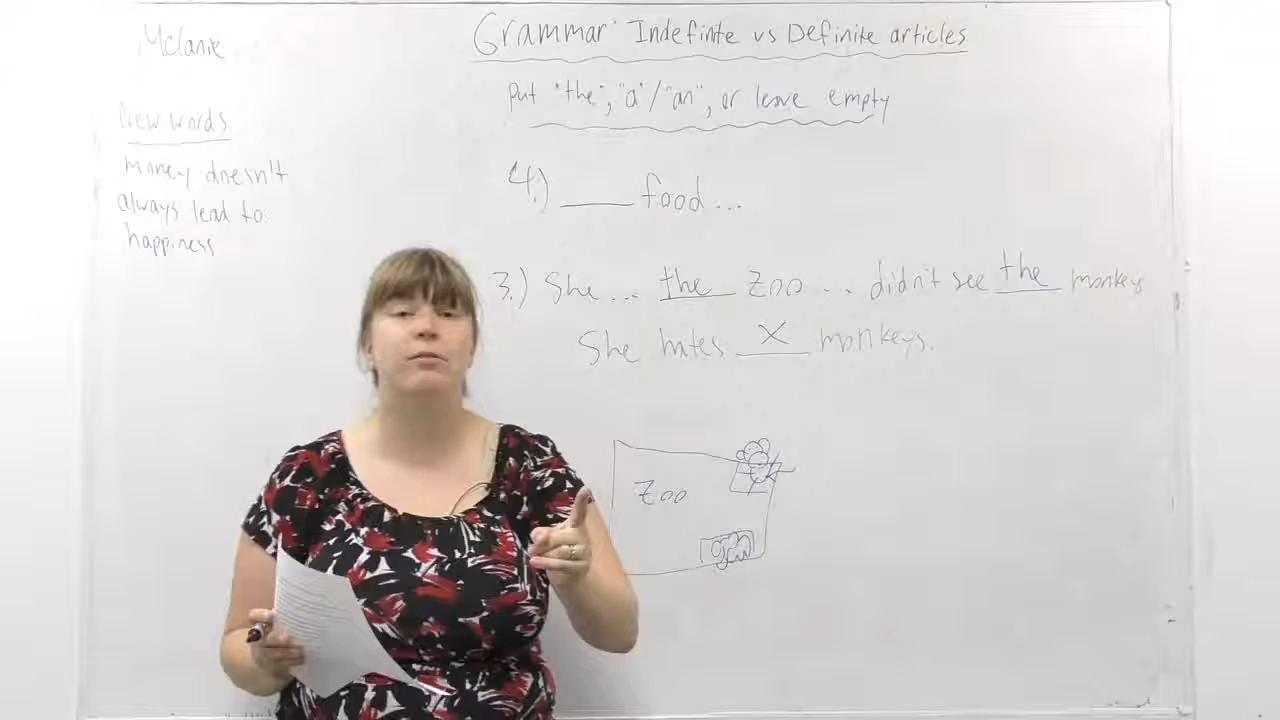 Melanie
New words
money doesn't
always lead to
happiness
Grammar: Indefinite vs Definite articles
Put "the", "a"/"an", or leave empty
4.) ____ food ...
3.) She ... the zoo ... didn't see the monkeys
She hates X monkeys.
Zoo